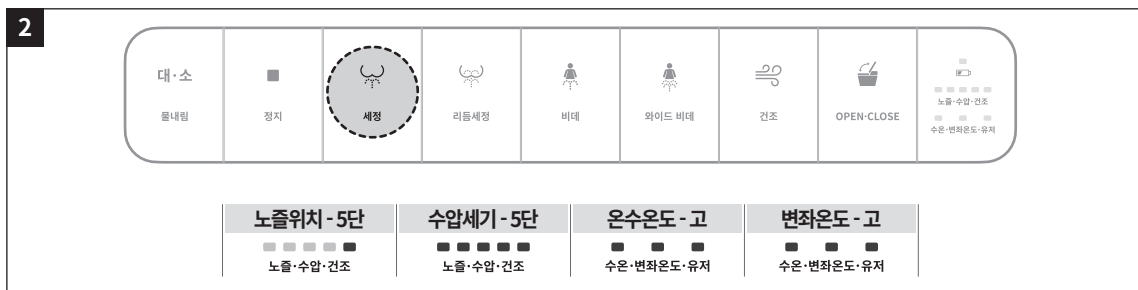 2
대·소
물내림
정지
세정
리듬세정
비데
와이드 비데
건조
OPEN·CLOSE
노즐·수압·건조
수온·변좌온도·유저
노즐위치 - 5단
노즐·수압·건조
수압세기 - 5단
노즐·수압·건조
온수온도 - 고
수온·변좌온도·유저
변좌온도 - 고
수온·변좌온도·유저